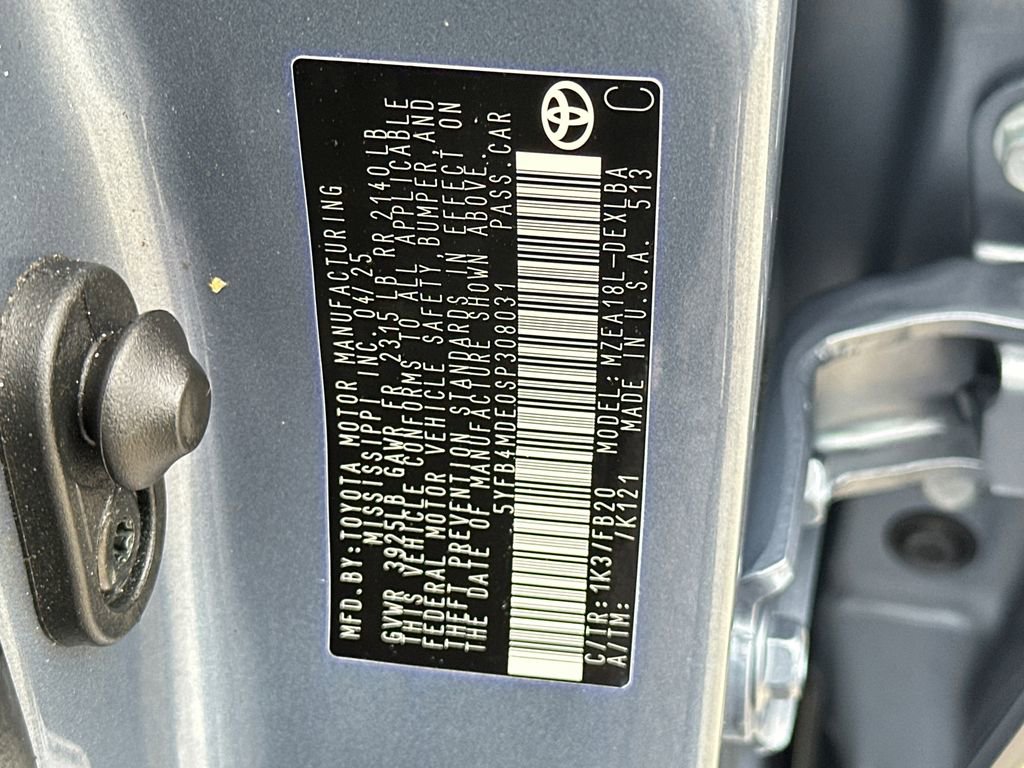 MFD.BY:TOYOTA MOTOR MANUFACTURING
MISSISSIPPI INC. 04/25
GVWR 3925LB GAWR FR 2315 LB RR 2140LB
THIS VEHICLE CONFORMS TO ALL APPLICABLE
FEDERAL MOTOR VEHICLE SAFETY, BUMPER, AND
THEFT PREVENTION STANDARDS IN EFFECT ON
THE DATE OF MANUFACTURE SHOWN ABOVE.
5YFB4MDE0SP308031 PASS.CAR
C/TR:1K3/FB20 MODEL:MZEA18L-DEXLBA
A/TM: /K121 MADE IN U.S.A. 513 C